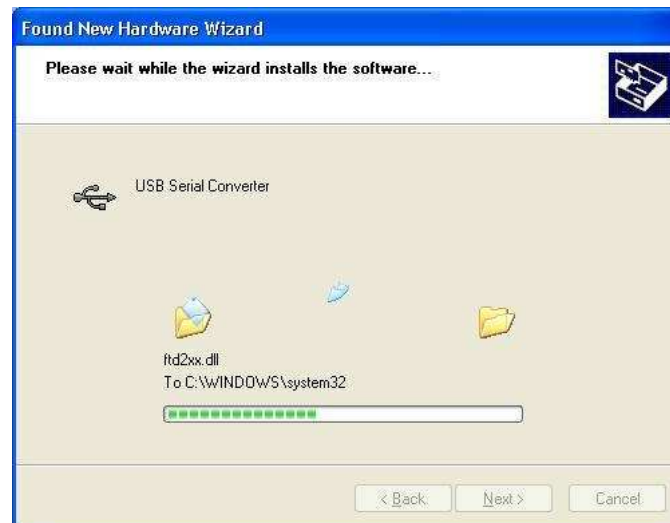 Found New Hardware Wizard
Please wait while the wizard installs the software...
USB Serial Converter
ftd2xx.dll
To C:\WINDOWS\system32
< Back
Next >
Cancel